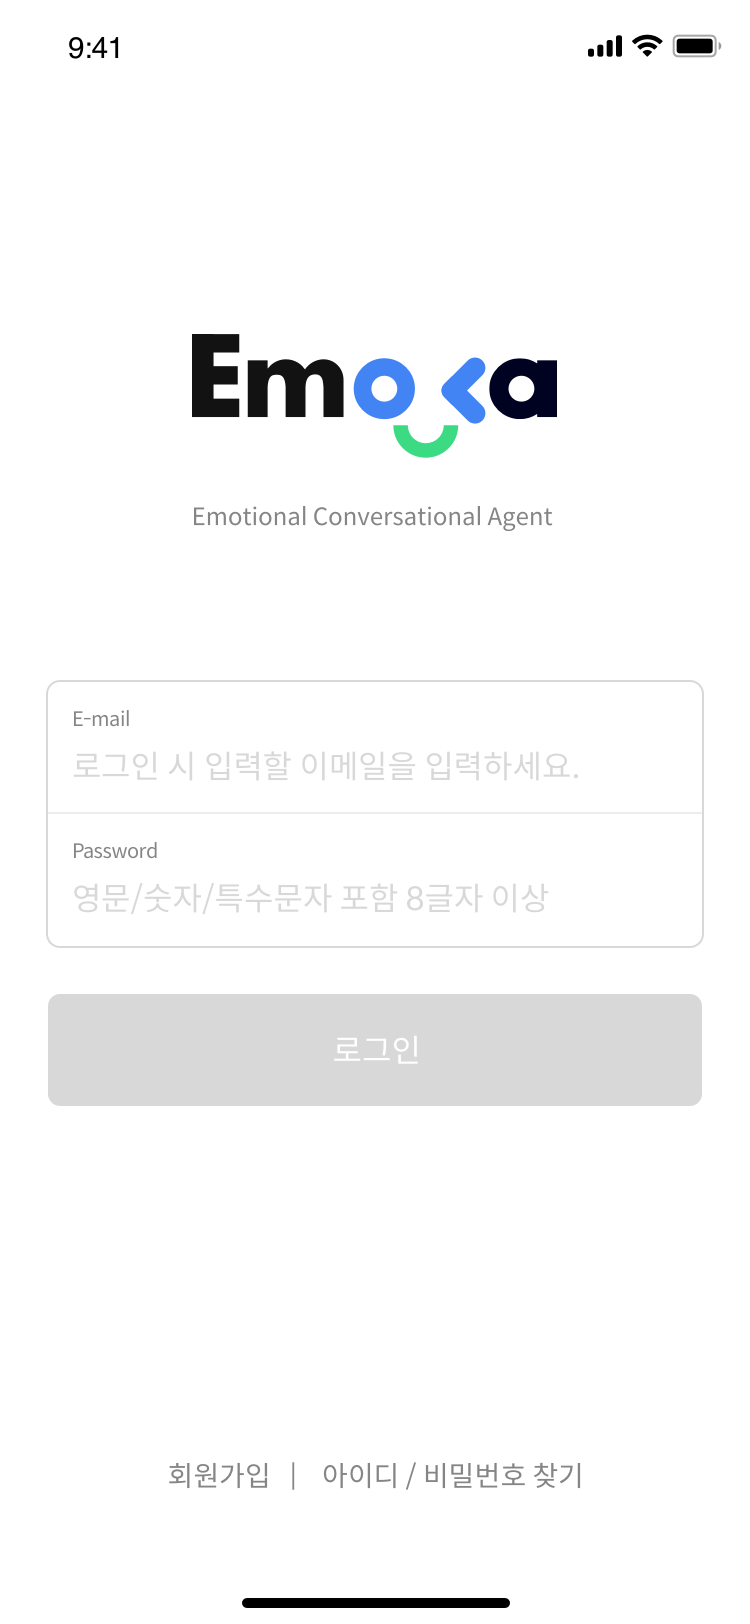 9:41
Emoka
Emotional Conversational Agent
E-mail
로그인 시 입력할 이메일을 입력하세요.
Password
영문/숫자/특수문자 포함 8글자 이상
로그인
회원가입 | 아이디 / 비밀번호 찾기